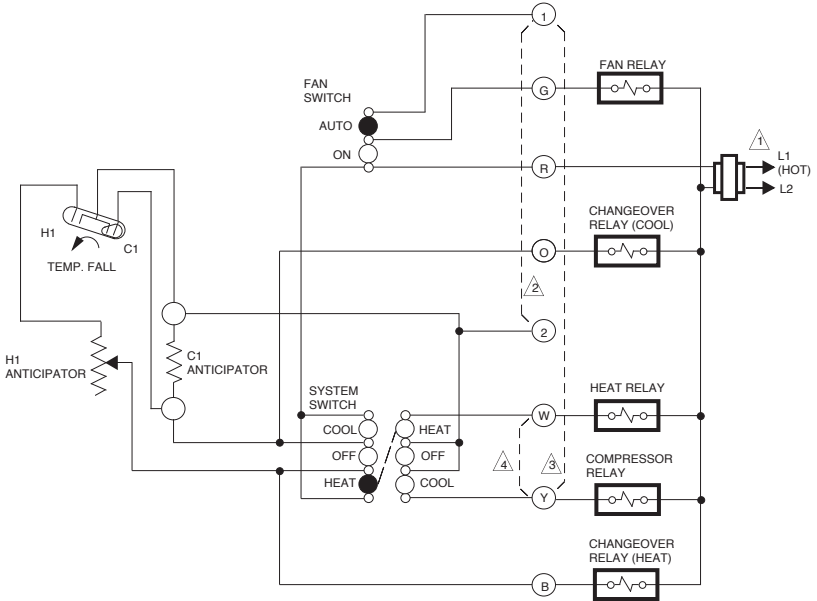 1
FAN RELAY
FAN
SWITCH
G
AUTO
1
L1
(HOT)
ON
R
L2
CHANGEOVER
RELAY (COOL)
H1
C1
TEMP. FALL
O
2
2
H1
ANTICIPATOR
C1
ANTICIPATOR
SYSTEM
SWITCH
HEAT RELAY
W
COOL
HEAT
OFF
OFF
4
3
COMPRESSOR
RELAY
HEAT
COOL
Y
CHANGEOVER
RELAY (HEAT)
B